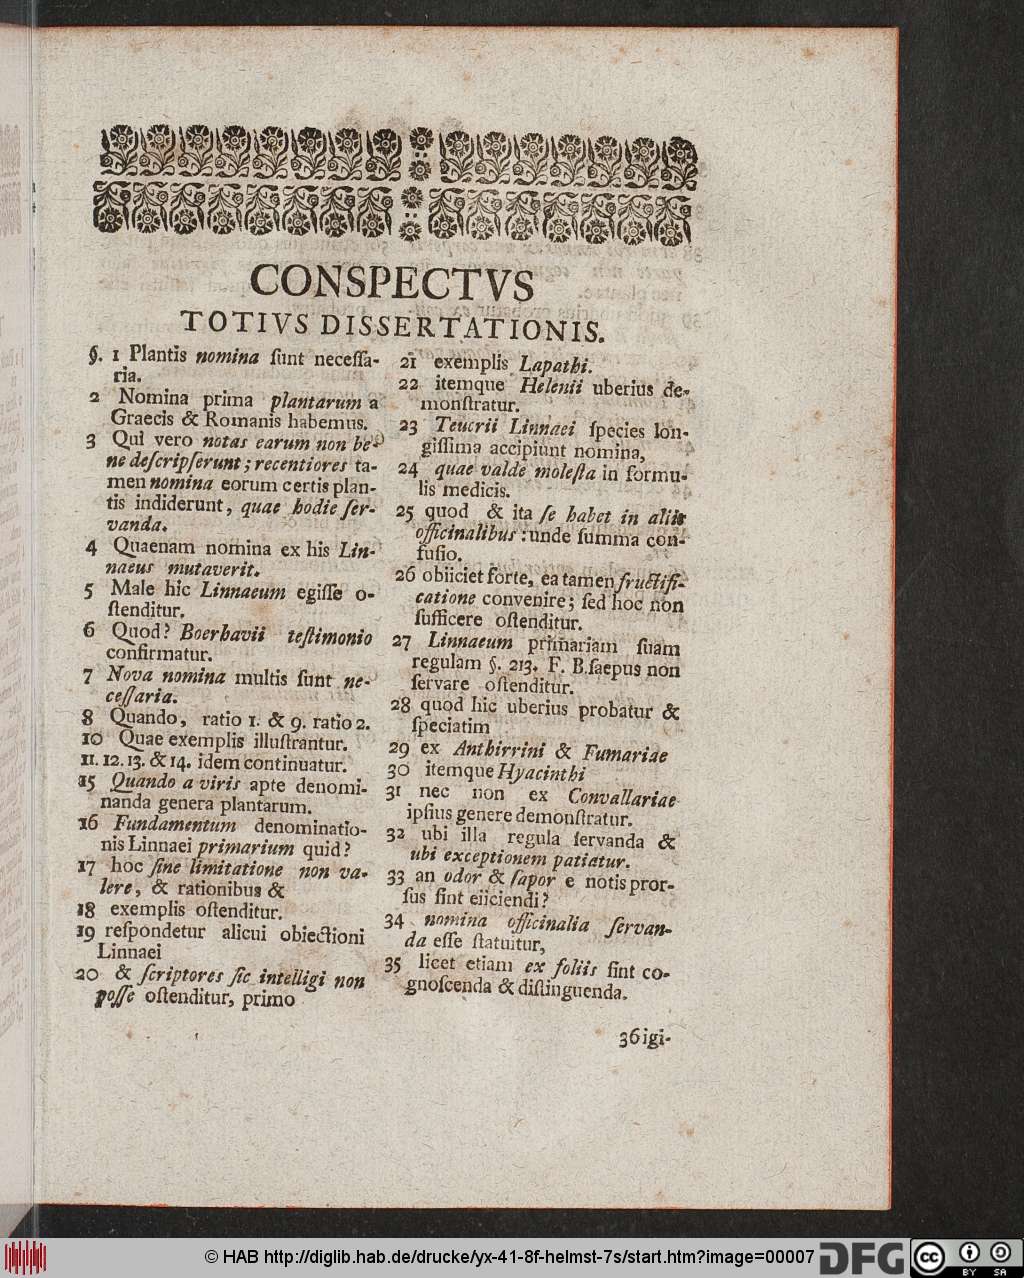 CONSPECTVS
TOTIVS DISSERTATIONIS.
§. 1 Plantis nomina ſunt neceſſa-
ria.
2 Nomina prima plantarum a
Graecis & Romanis habemus.
3 Qui vero notas earum non be-
ne deſcripſerunt; recentiores ta-
men nomina eorum certis plan-
tis indiderunt, quae hodie ſer-
vanda.
4 Quaenam nomina ex his Lin-
naeus mutaverit.
5 Male hic Linnaeum egiſſe o-
ſtenditur.
6 Quod? Boerhavii teſtimonio
confirmatur.
7 Nova nomina multis ſunt ne-
ceſſaria.
8 Quando, ratio 1. & 9. ratio 2.
10 Quae exemplis illuſtrantur.
11. 12. 13. & 14. idem continuatur.
15 Quando a viris apte denomi-
nanda genera plantarum.
16 Fundamentum denominatio-
nis Linnaei primarium quid?
17 hoc ſine limitatione non va-
lere, & rationibus &
18 exemplis oſtenditur.
19 reſpondetur alicui obiectioni
Linnaei
20 & ſcriptores ſic intelligi non
poſſe oſtenditur, primo
21 exemplis Lapathi.
22 itemque Helenii uberius de-
monſtratur.
23 Teucrii Linnaei ſpecies lon-
giſſima accipiunt nomina,
24 quae valde moleſta in formu-
lis medicis.
25 quod & ita ſe habet in aliis
officinalibus: unde ſumma con-
fuſio.
26 obiiciet forte, ea tamen fructifi-
catione convenire; ſed hoc non
ſufficere oſtenditur.
27 Linnaeum primariam ſuam
regulam §. 213. F. B. ſaepus non
ſervare oſtenditur.
28 quod hic uberius probatur &
ſpeciatim
29 ex Anthirrini & Fumariae
30 itemque Hyacinthi
31 nec non ex Convallariae
ipſius genere demonſtratur.
32 ubi illa regula ſervanda &
ubi exceptionem patiatur.
33 an odor & ſapor e notis pror-
ſus ſint eiiciendi?
34 nomina officinalia ſervan-
da eſſe ſtatuitur,
35 licet etiam ex foliis ſint co-
gnoſcenda & diſtinguenda.
36 igi-
© HAB http://diglib.hab.de/drucke/yx-41-8f-helmst-7s/start.htm?image=00007
DFG
cc
BY SA